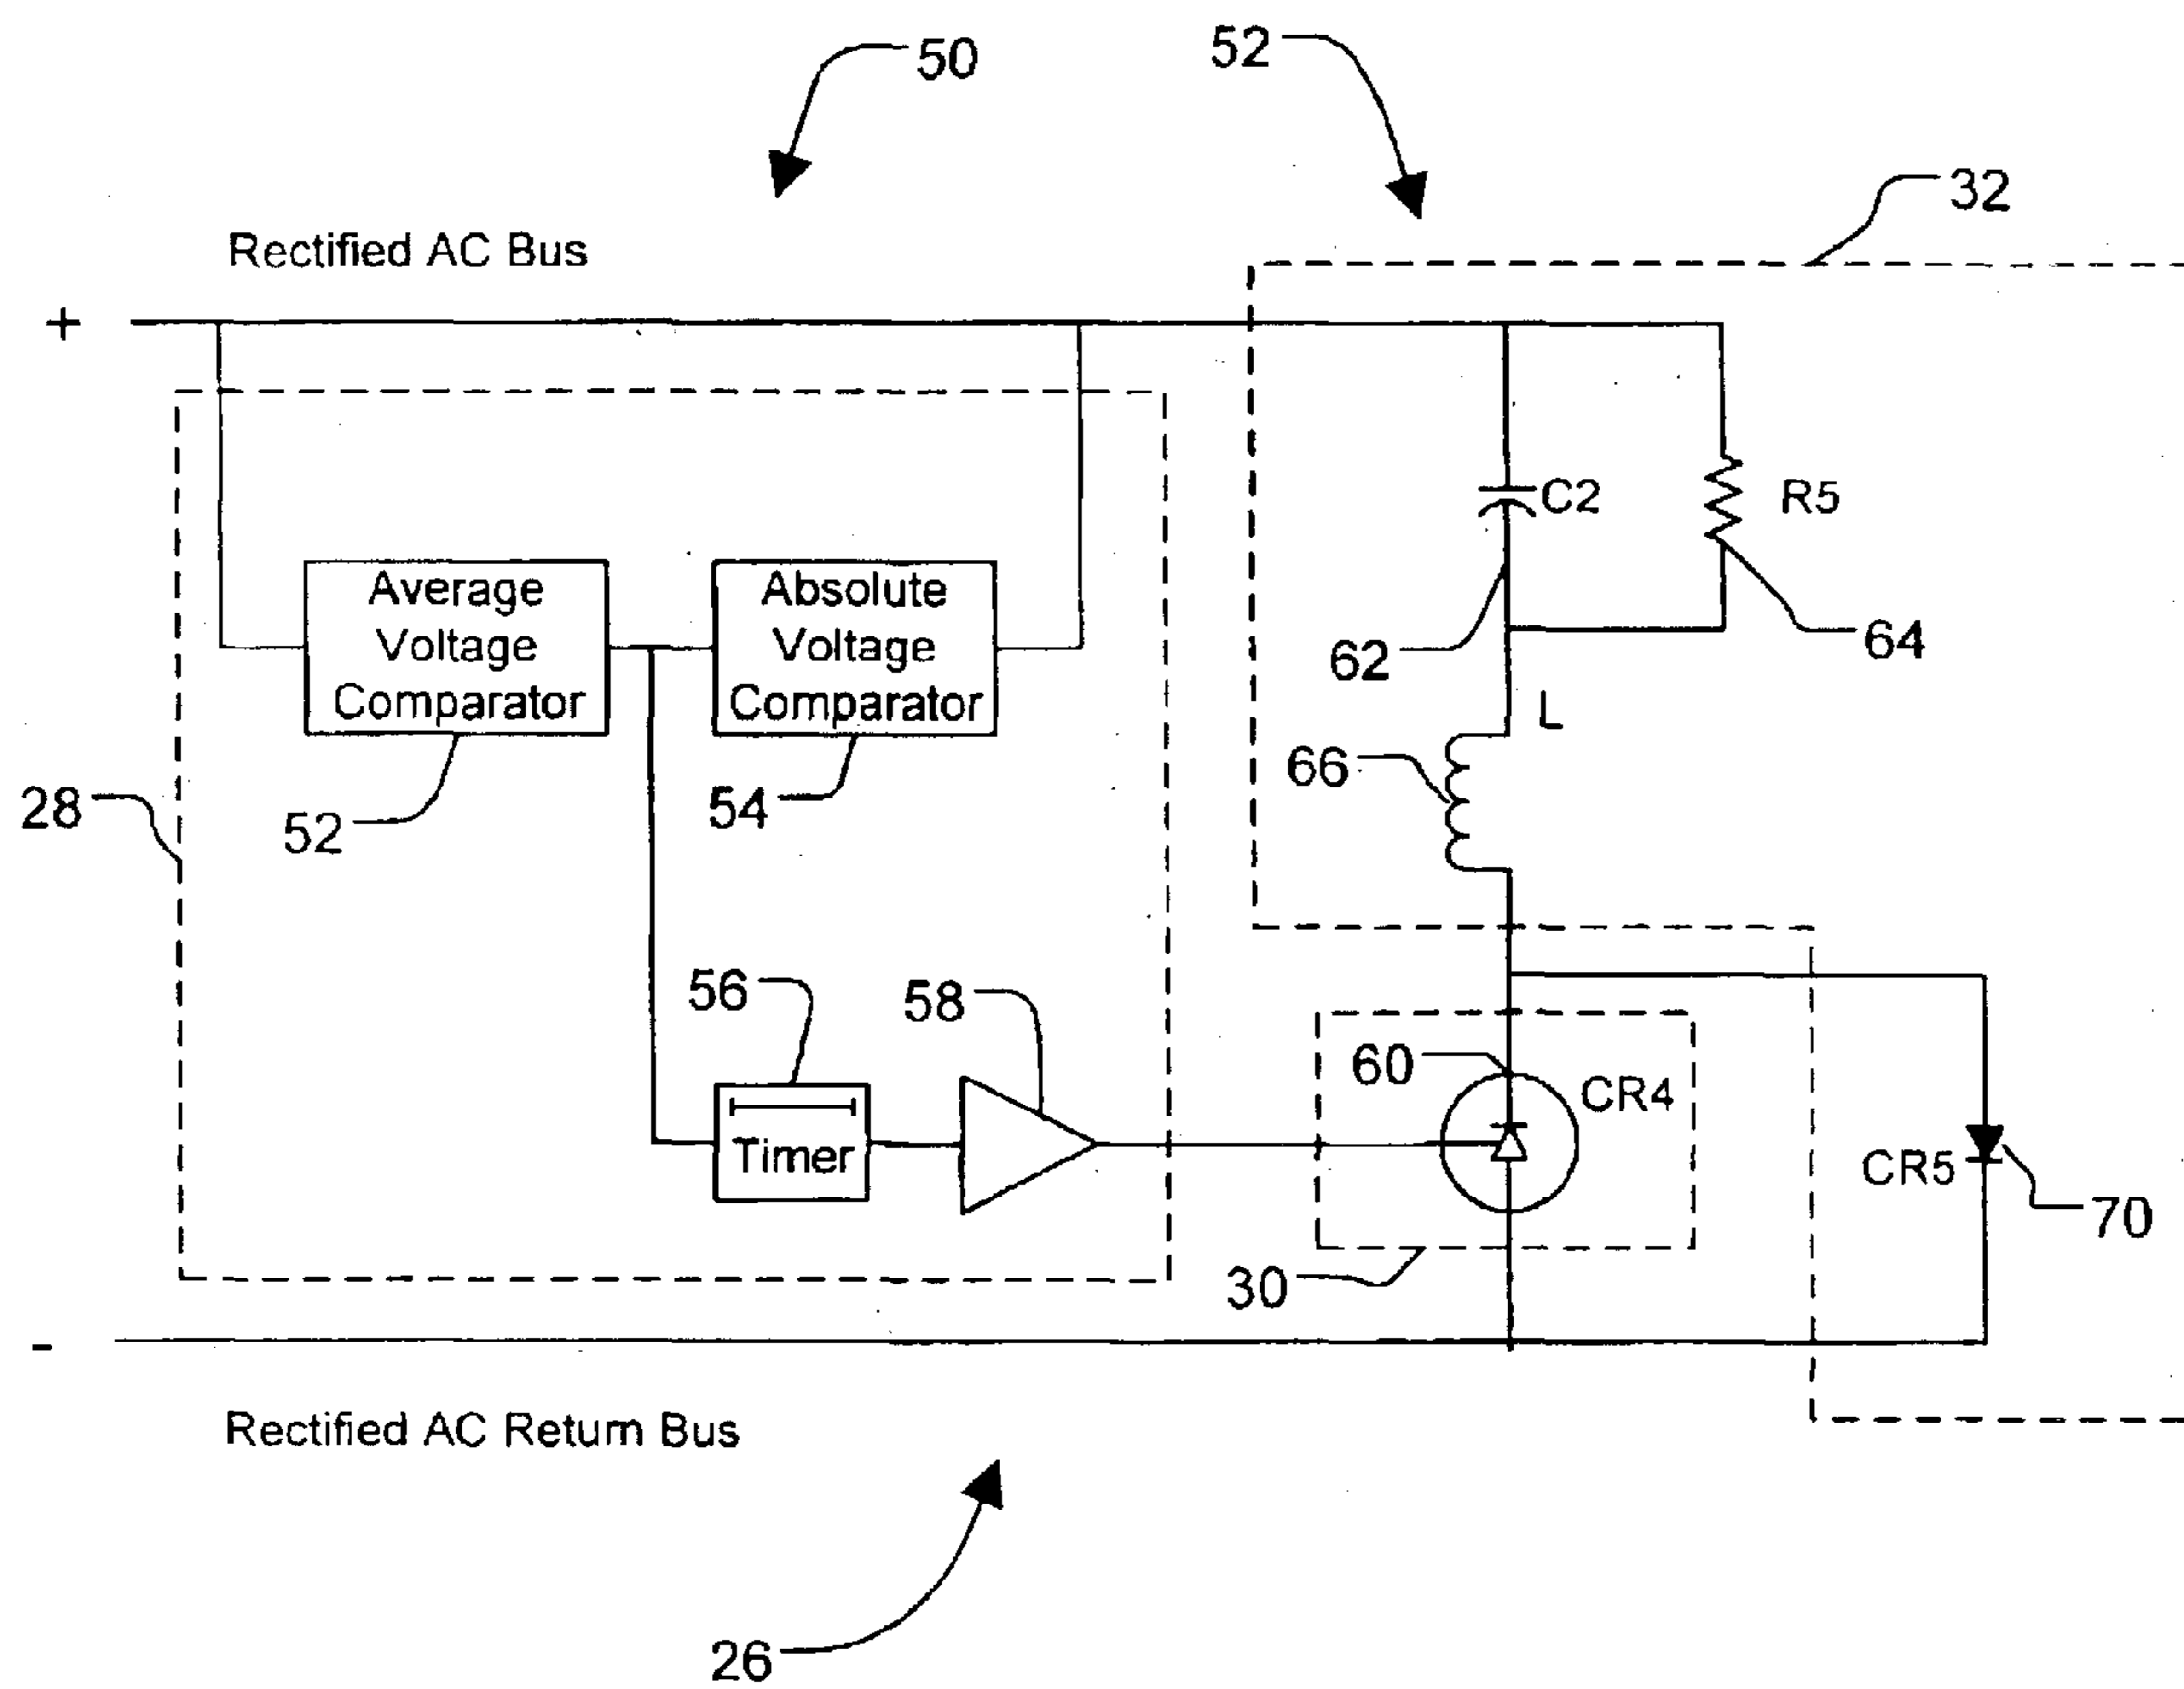 50
52
32
Rectified AC Bus
+
C2
R5
Average
Voltage
Comparator
Absolute
Voltage
Comparator
62
64
L
66
28
52
54
56
58
60
CR4
Timer
CR5
70
30
-
Rectified AC Return Bus
26